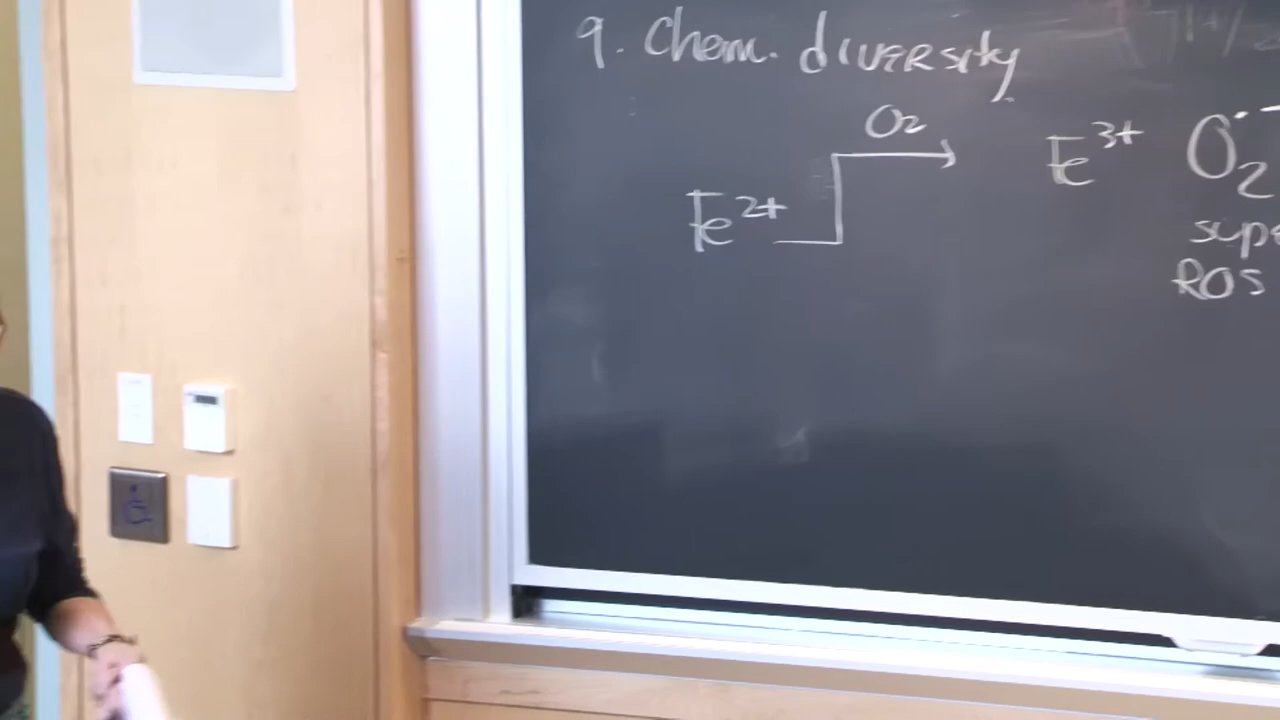 9. Chem. diversity
O2
Fe2+ Fe3+ O2·-
ROS